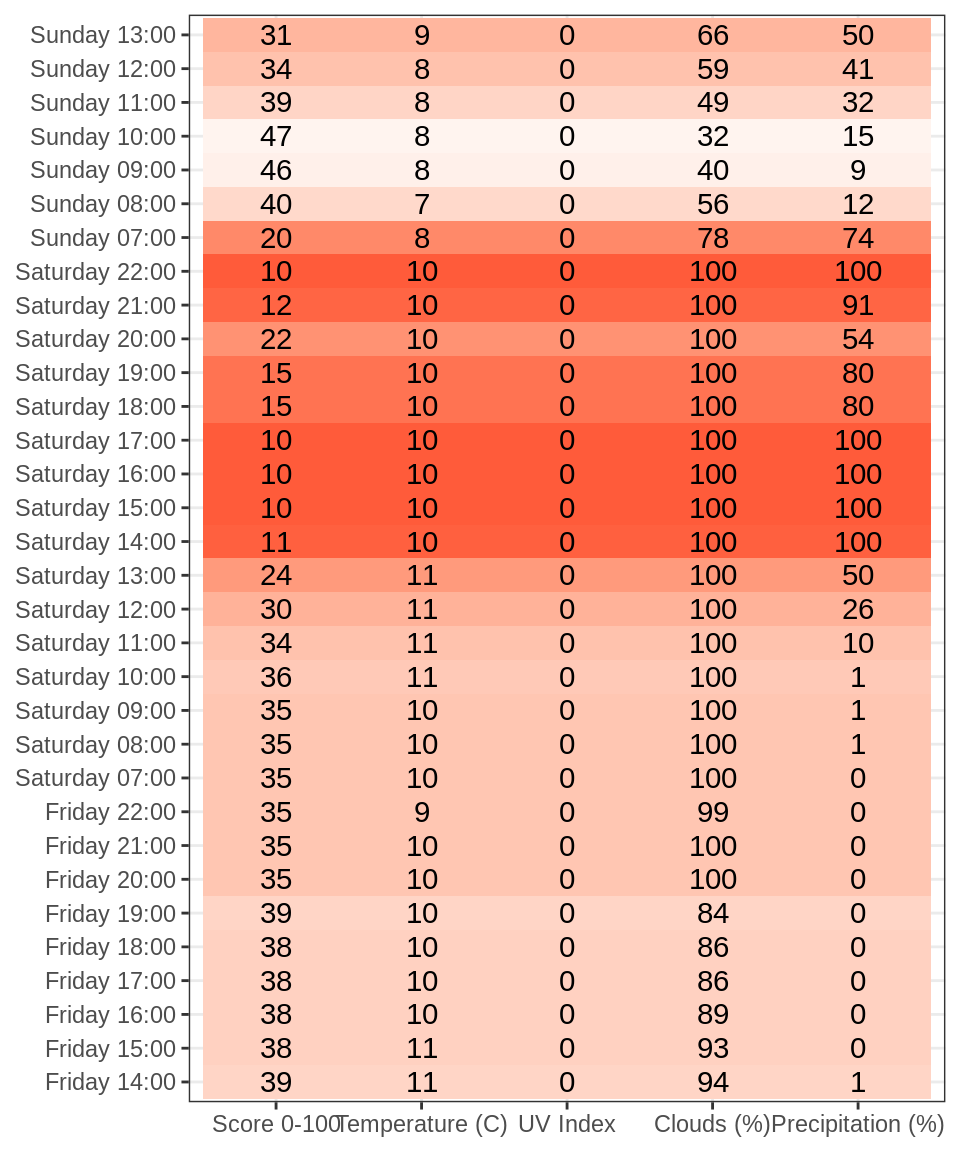 Sunday 13:00 31 9 0 66 50
Sunday 12:00 34 8 0 59 41
Sunday 11:00 39 8 0 49 32
Sunday 10:00 47 8 0 32 15
Sunday 09:00 46 8 0 40 9
Sunday 08:00 40 7 0 56 12
Sunday 07:00 20 8 0 78 74
Saturday 22:00 10 10 0 100 100
Saturday 21:00 12 10 0 100 91
Saturday 20:00 22 10 0 100 54
Saturday 19:00 15 10 0 100 80
Saturday 18:00 15 10 0 100 80
Saturday 17:00 10 10 0 100 100
Saturday 16:00 10 10 0 100 100
Saturday 15:00 10 10 0 100 100
Saturday 14:00 11 10 0 100 100
Saturday 13:00 24 11 0 100 50
Saturday 12:00 30 11 0 100 26
Saturday 11:00 34 11 0 100 10
Saturday 10:00 36 11 0 100 1
Saturday 09:00 35 10 0 100 1
Saturday 08:00 35 10 0 100 1
Saturday 07:00 35 10 0 100 0
Friday 22:00 35 9 0 99 0
Friday 21:00 35 10 0 100 0
Friday 20:00 35 10 0 100 0
Friday 19:00 39 10 0 84 0
Friday 18:00 38 10 0 86 0
Friday 17:00 38 10 0 86 0
Friday 16:00 38 10 0 89 0
Friday 15:00 38 11 0 93 0
Friday 14:00 39 11 0 94 1
Score 0-100 Temperature (C) UV Index Clouds (%) Precipitation (%)